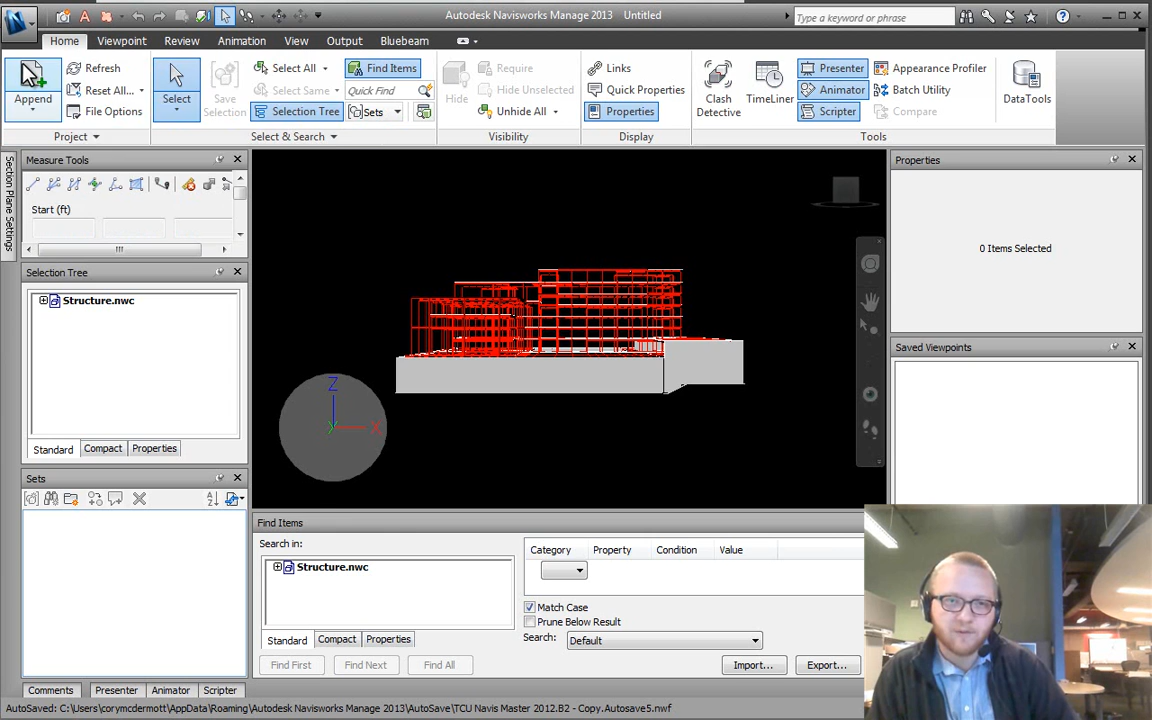 Autodesk Navisworks Manage 2013 Untitled
Type a keyword or phrase
Home Viewpoint Review Animation View Output Bluebeam
Append
Refresh
Reset All...
File Options
Project
Select
Save Selection
Select All
Select Same
Selection Tree
Find Items
Quick Find
Sets
Select & Search
Hide
Require
Hide Unselected
Unhide All
Visibility
Links
Quick Properties
Properties
Display
Clash Detective
TimeLiner
Presenter
Animator
Scripter
Appearance Profiler
Batch Utility
Compare
Tools
DataTools
Section Plane Settings
Measure Tools
Start (ft)
Selection Tree
Structure.nwc
Standard Compact Properties
Sets
Z
Y
X
Properties
0 Items Selected
Saved Viewpoints
Find Items
Search in:
Structure.nwc
Standard Compact Properties
Find First Find Next Find All
Category Property Condition Value
Match Case
Prune Below Result
Search: Default
Import... Export...
Comments Presenter Animator Scripter
AutoSaved: C:\Users\corymcdermott\AppData\Roaming\Autodesk Navisworks Manage 2013\AutoSave\TCU Navis Master 2012.B2 - Copy.Autosave5.nwf